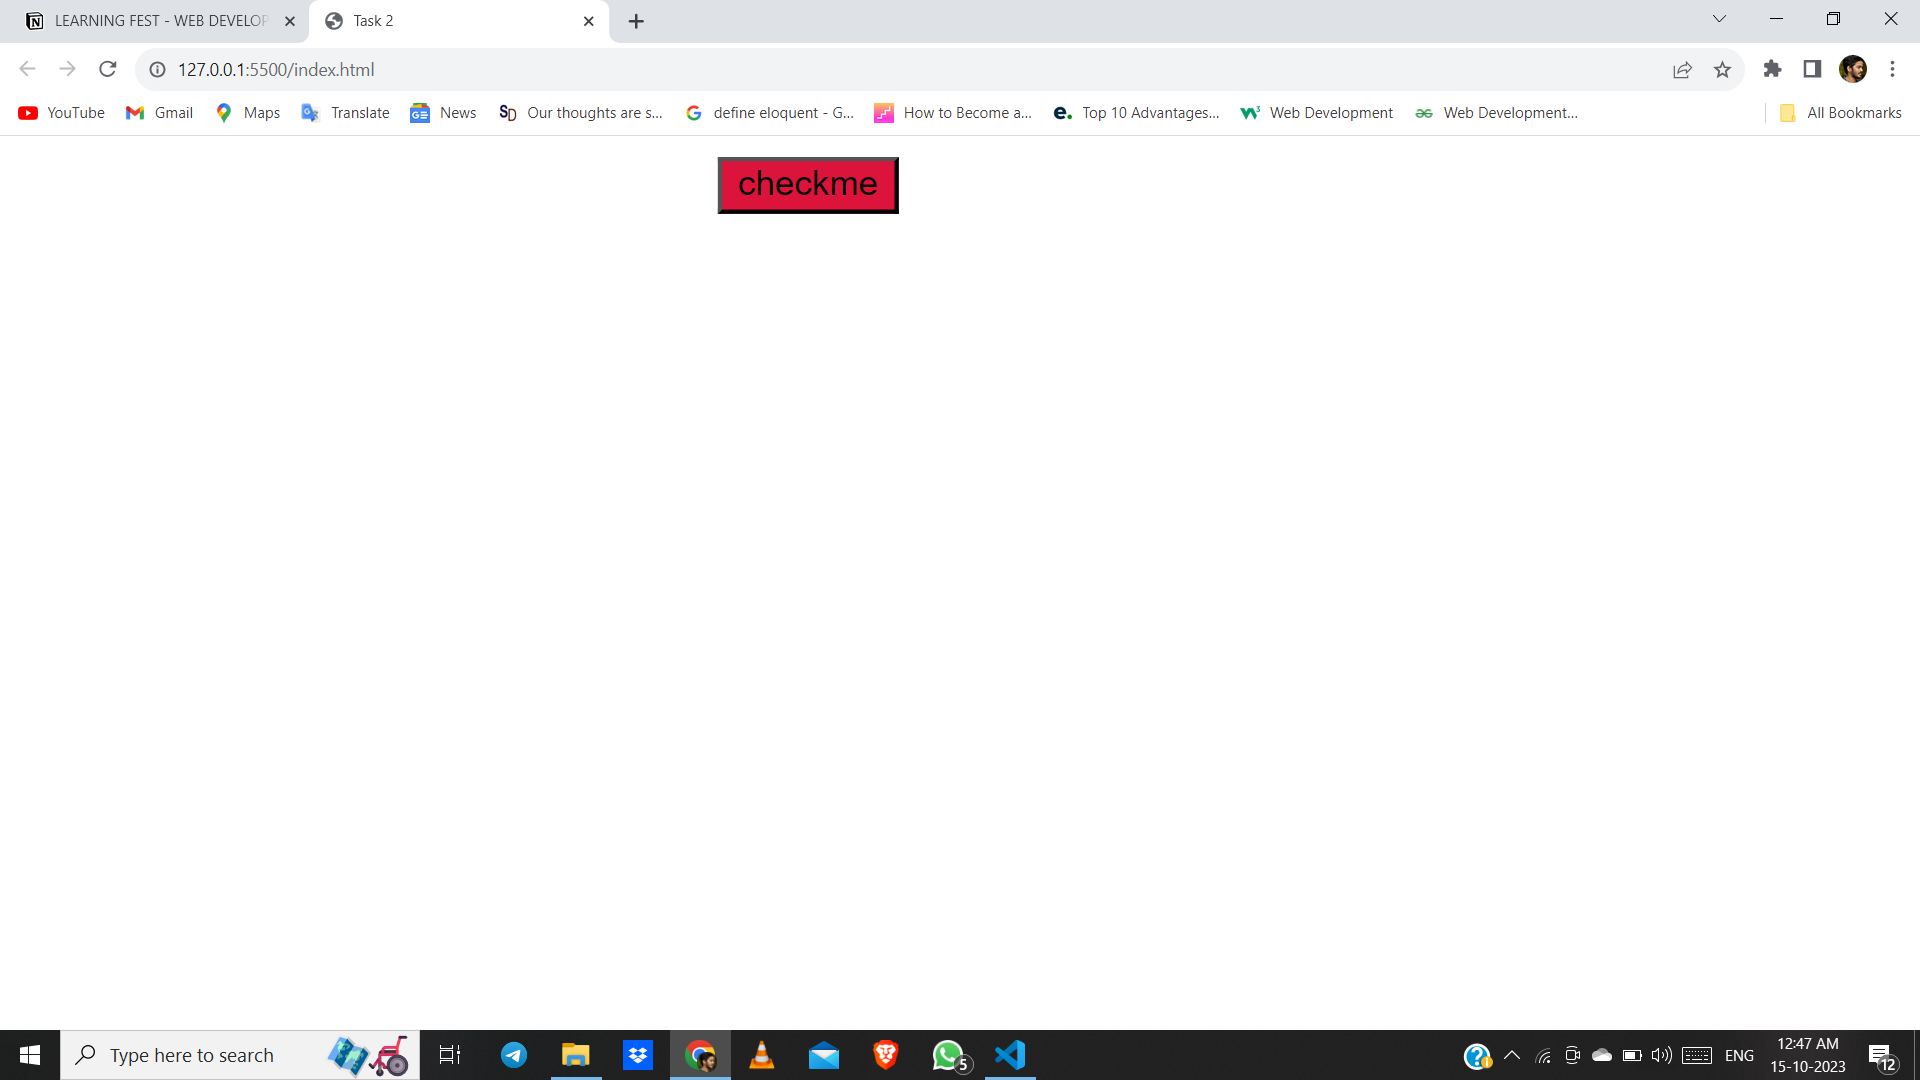 LEARNING FEST - WEB DEVELOP
Task 2
127.0.0.1:5500/index.html
YouTube Gmail Maps Translate News Our thoughts are s... define eloquent - G... How to Become a... Top 10 Advantages... Web Development Web Development... All Bookmarks
checkme
Type here to search
5
ENG
12:47 AM
15-10-2023
12